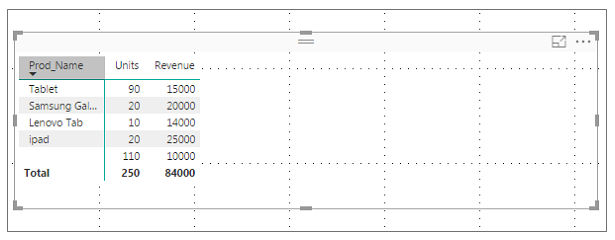 Prod_Name Units Revenue
Tablet 90 15000
Samsung Gal... 20 20000
Lenovo Tab 10 14000
ipad 20 25000
110 10000
Total 250 84000